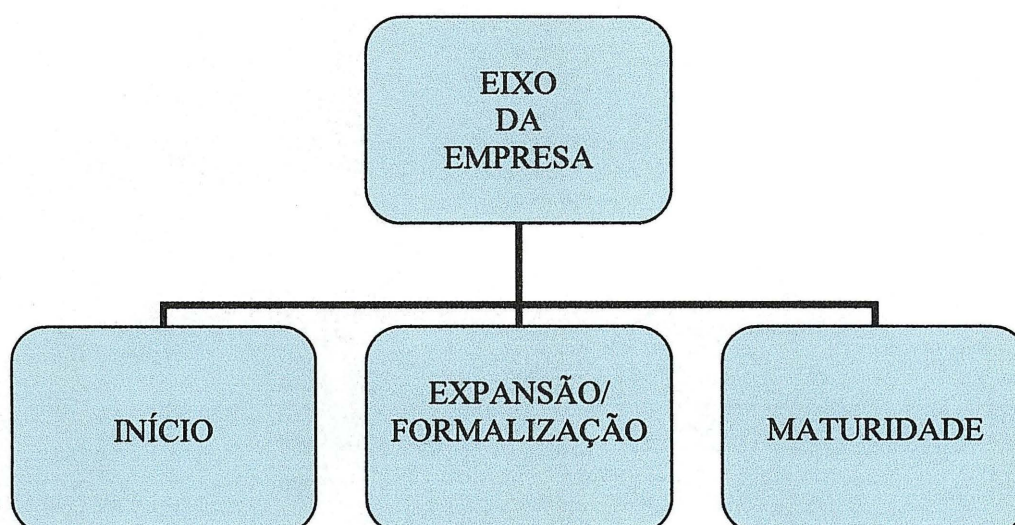 EIXO
DA
EMPRESA
INÍCIO
EXPANSÃO/
FORMALIZAÇÃO
MATURIDADE